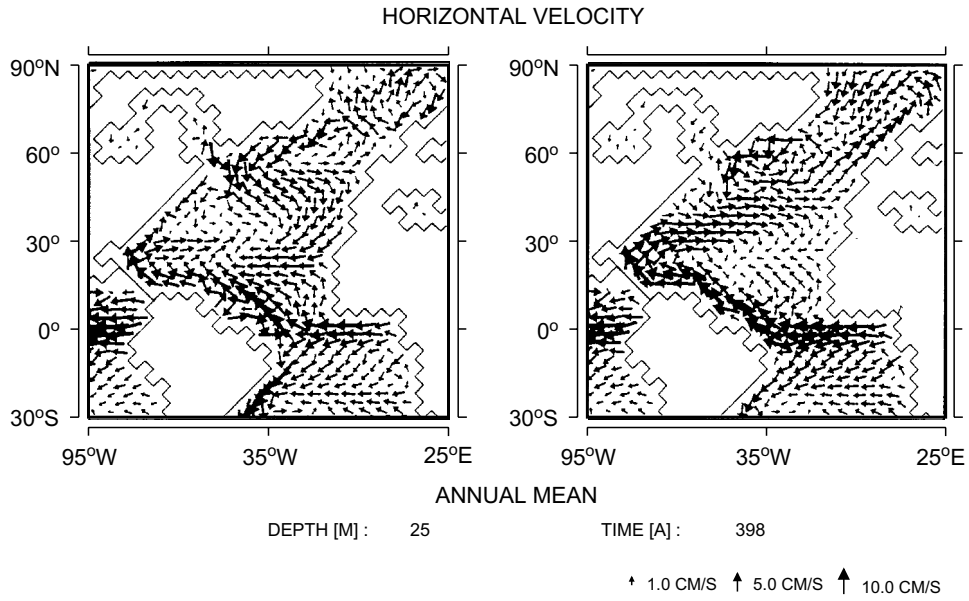 HORIZONTAL VELOCITY
90ºN 90ºN
60º 60º
30º 30º
0º 0º
30ºS 30ºS
95ºW 35ºW 25ºE 95ºW 35ºW 25ºE
ANNUAL MEAN
DEPTH [M] : 25 TIME [A] : 398
1.0 CM/S 5.0 CM/S 10.0 CM/S